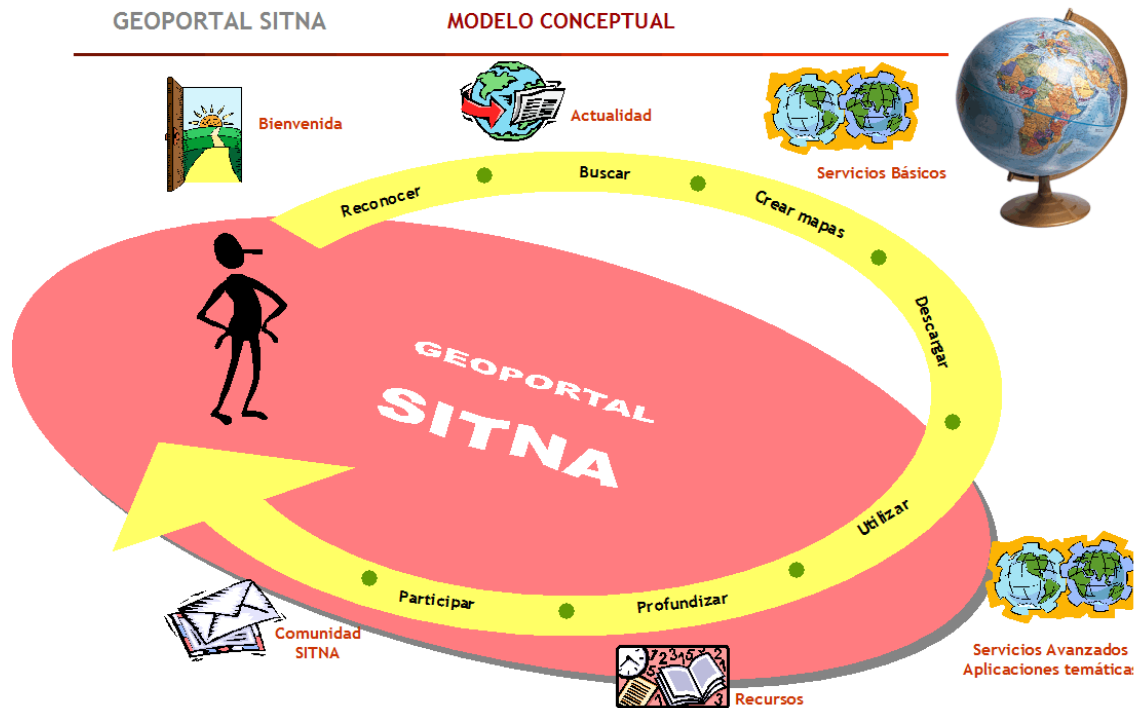 GEOPORTAL SITNA
MODELO CONCEPTUAL
Bienvenida
Actualidad
Servicios Básicos
Reconocer
Buscar
Crear mapas
Descargar
Utilizar
Profundizar
Participar
GEOPORTAL
SITNA
Comunidad
SITNA
Recursos
Servicios Avanzados
Aplicaciones temáticas